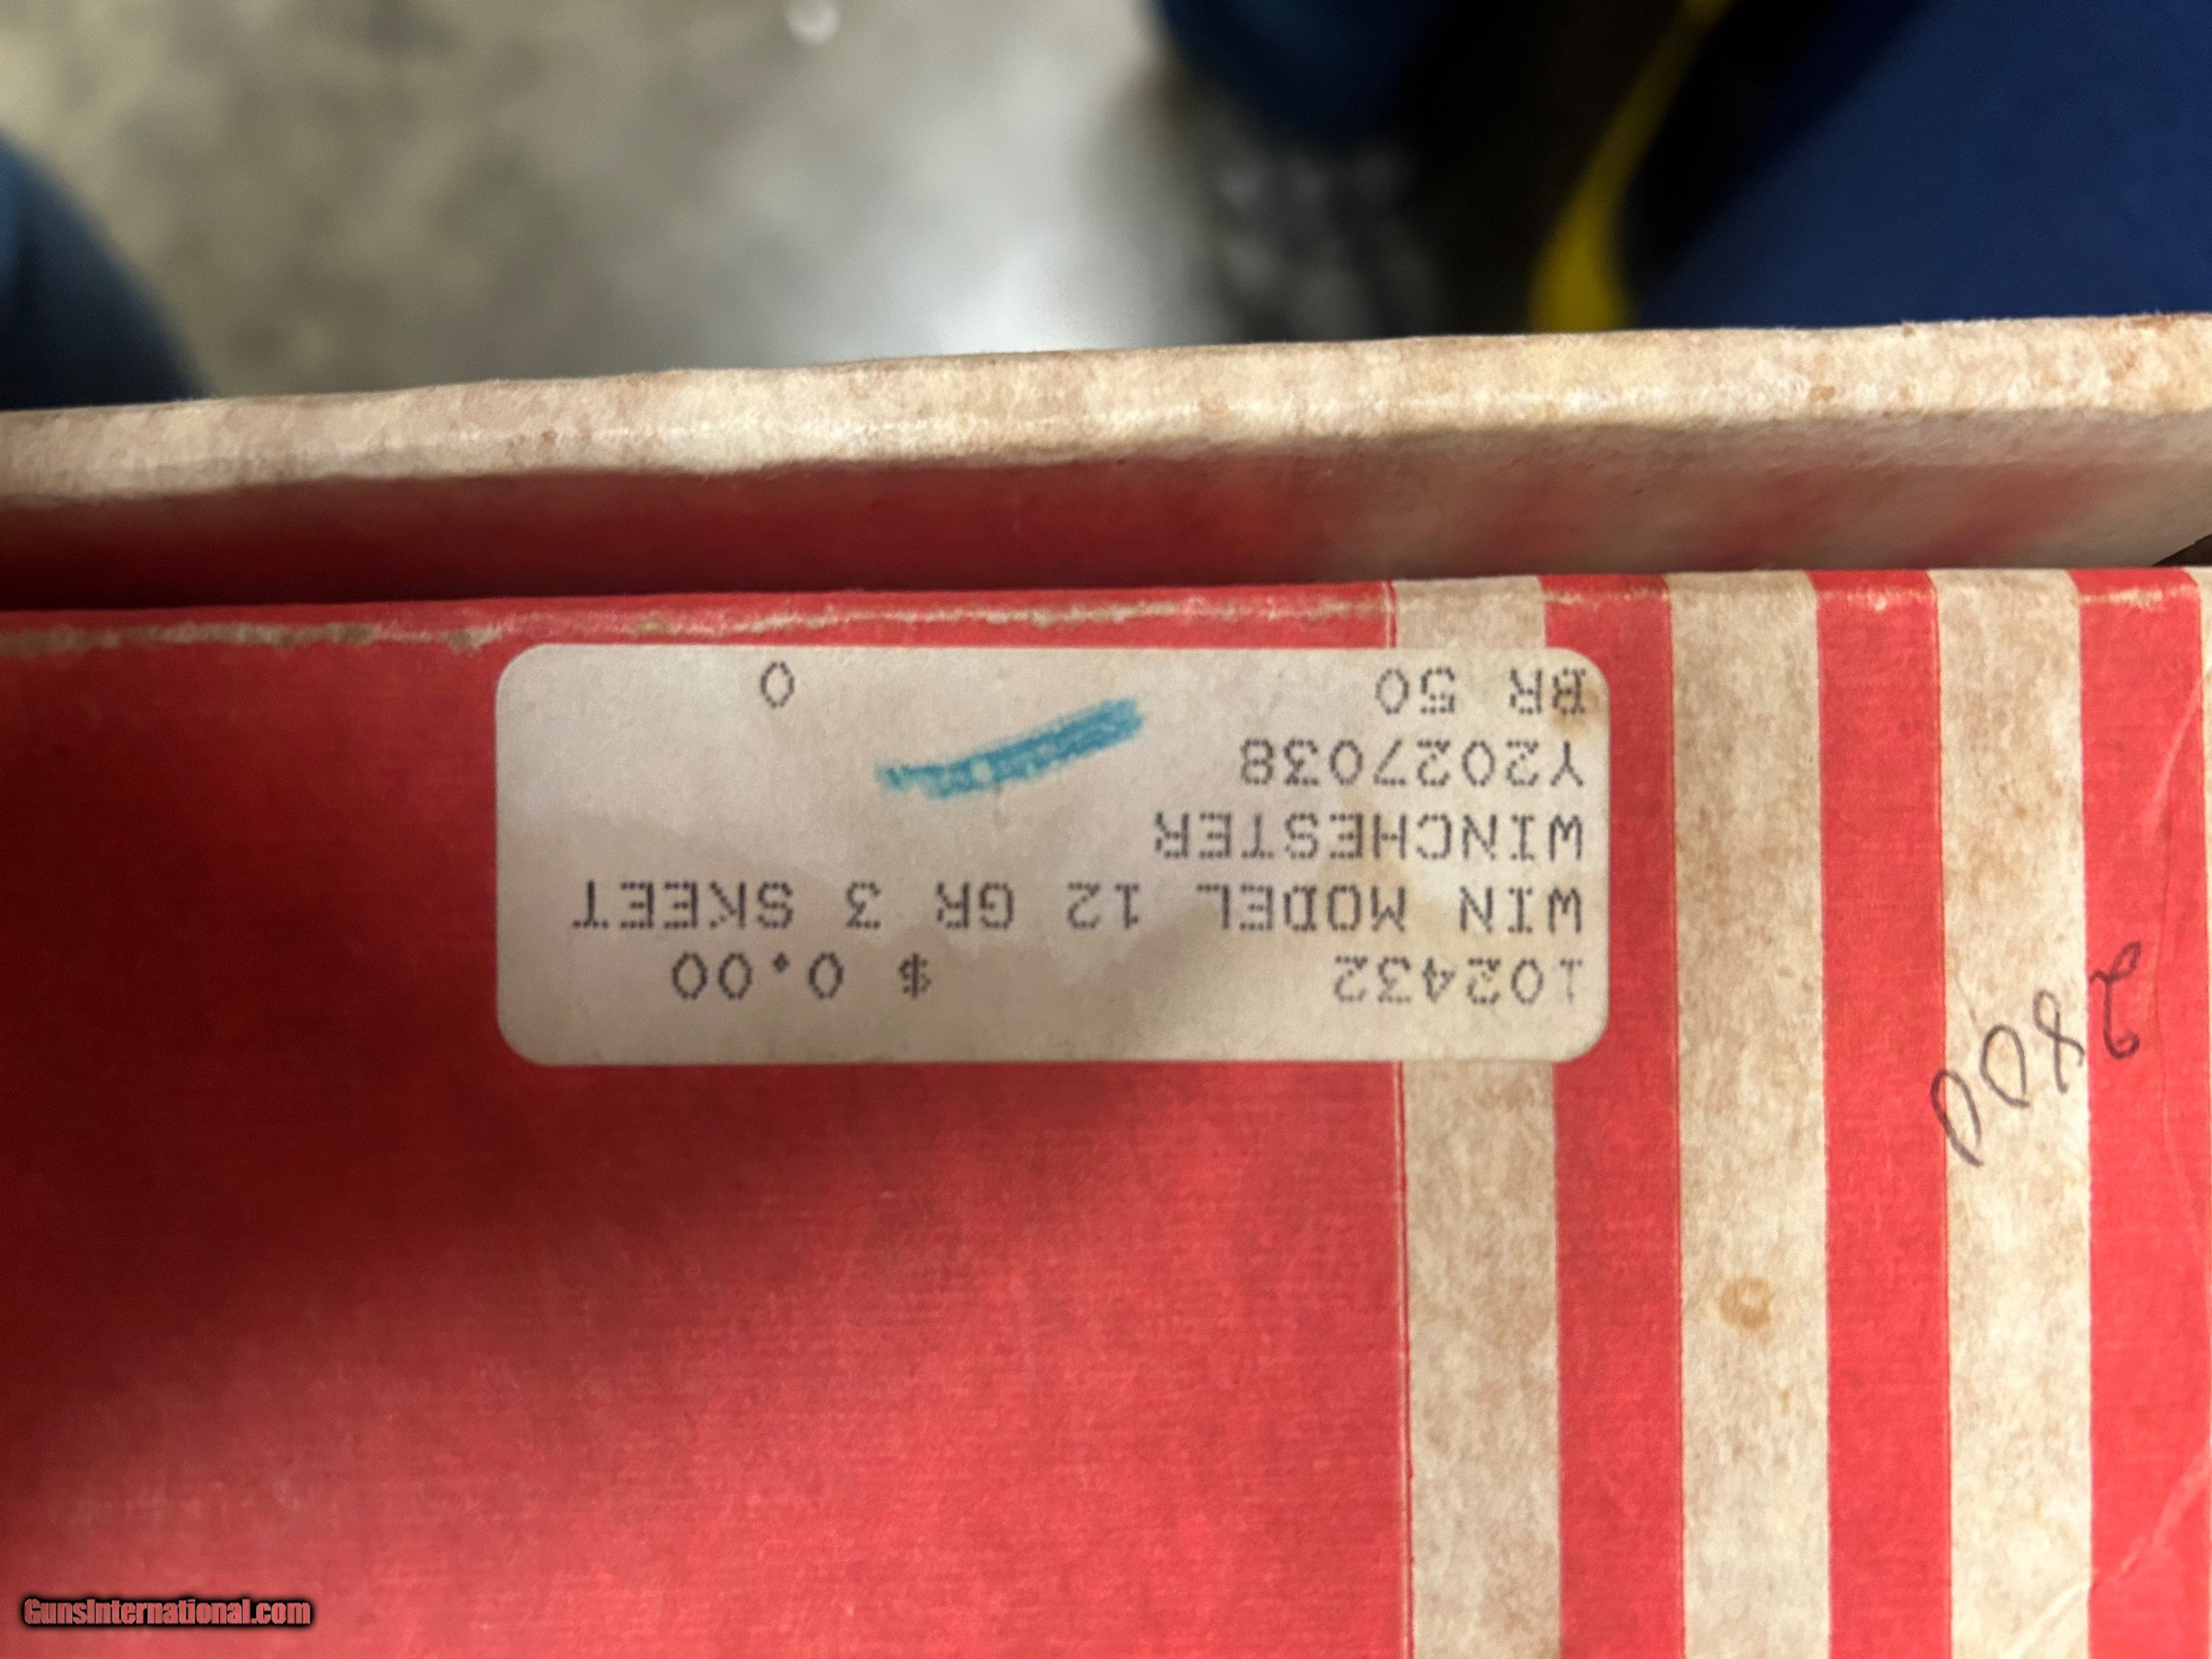 102432 $ 0.00
WIN MODEL 12 GR 3 SKEET
WINCHESTER
Y2027038
BR 50 0
2800
GunsInternational.com